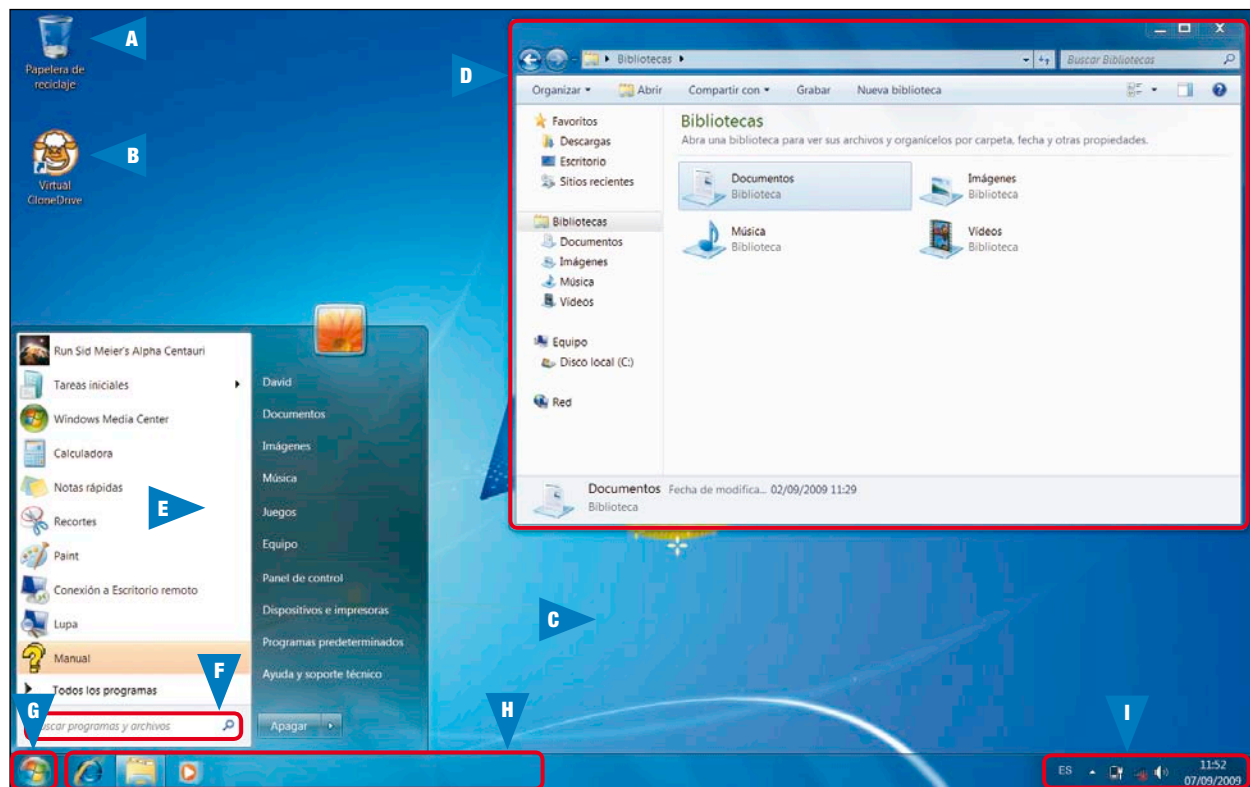 A
Papelera de
reciclaje
B
Virtual
CloneDrive
D
Bibliotecas
Buscar Bibliotecas
Organizar
Abrir
Compartir con
Grabar
Nueva biblioteca
Favoritos
Descargas
Escritorio
Sitios recientes
Bibliotecas
Documentos
Imágenes
Música
Vídeos
Equipo
Disco local (C:)
Red
Bibliotecas
Abra una biblioteca para ver sus archivos y organícelos por carpeta, fecha y otras propiedades.
Documentos
Biblioteca
Imágenes
Biblioteca
Música
Biblioteca
Vídeos
Biblioteca
Documentos Fecha de modifica... 02/09/2009 11:29
Biblioteca
Run Sid Meier's Alpha Centauri
Tareas iniciales
Windows Media Center
Calculadora
Notas rápidas
E
Recortes
Paint
Conexión a Escritorio remoto
Lupa
Manual
F
Todos los programas
programas y archivos
David
Documentos
Imágenes
Música
Juegos
Equipo
Panel de control
Dispositivos e impresoras
Programas predeterminados
Ayuda y soporte técnico
Apagar
C
G
H
I
ES
11:52
07/09/2009